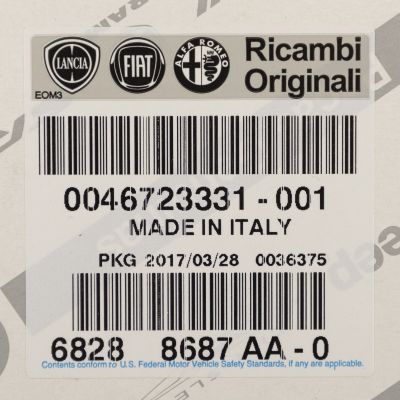 LANCIA FIAT ALFA ROMEO Ricambi
Originali
EOM3
0046723331 - 001
MADE IN ITALY
PKG 2017/03/28 0036375
6828 8687 AA - 0
Contents conform to U.S. Federal Motor Vehicle Safety Standards, if any are applicable.
Jeep